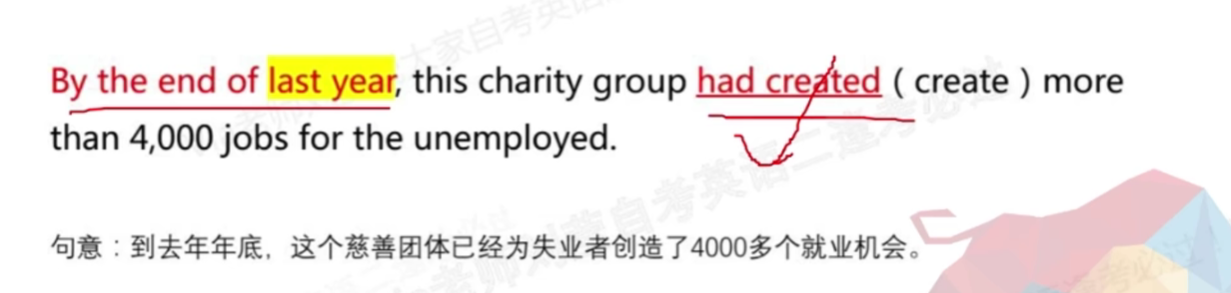 By the end of last year, this charity group had created ( create ) more
than 4,000 jobs for the unemployed.
句意：到去年年底，这个慈善团体已经为失业者创造了4000多个就业机会。